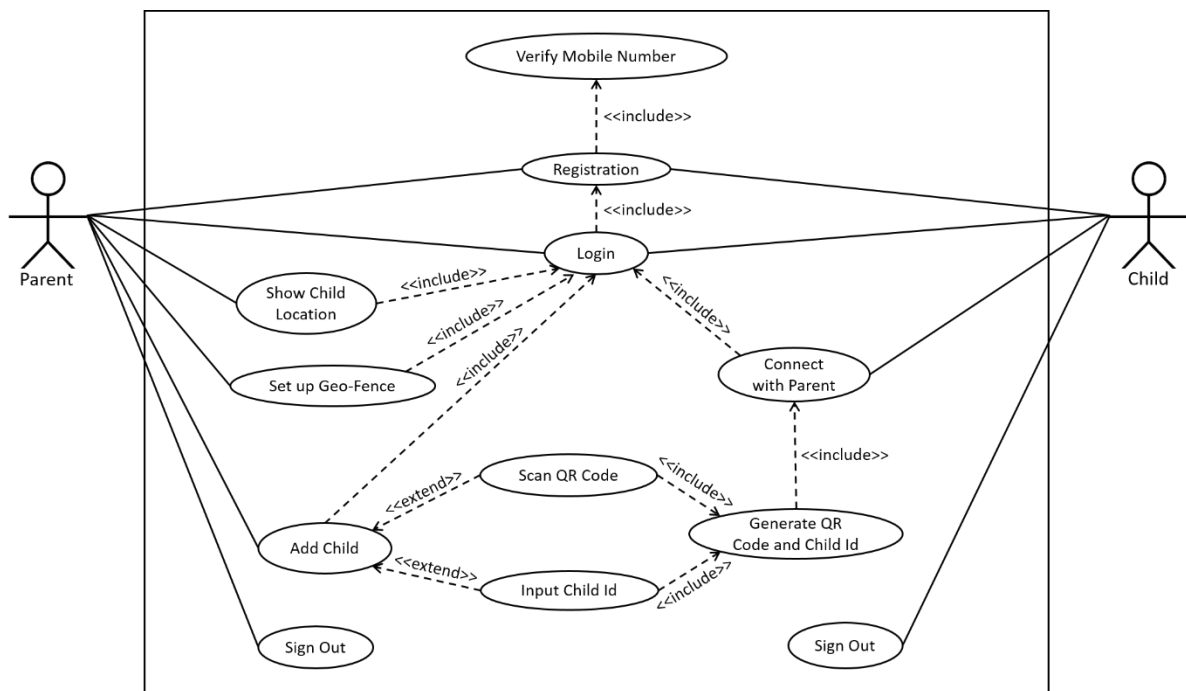 Verify Mobile Number
<<include>>
Registration
<<include>>
Login
Parent
Child
Show Child
Location
<<include>>
<<include>>
<<include>>
<<include>>
Set up Geo-Fence
Connect
with Parent
<<include>>
Scan QR Code
<<extend>>
<<include>>
Generate QR
Code and Child Id
Add Child
<<extend>>
Input Child Id
<<include>>
Sign Out
Sign Out